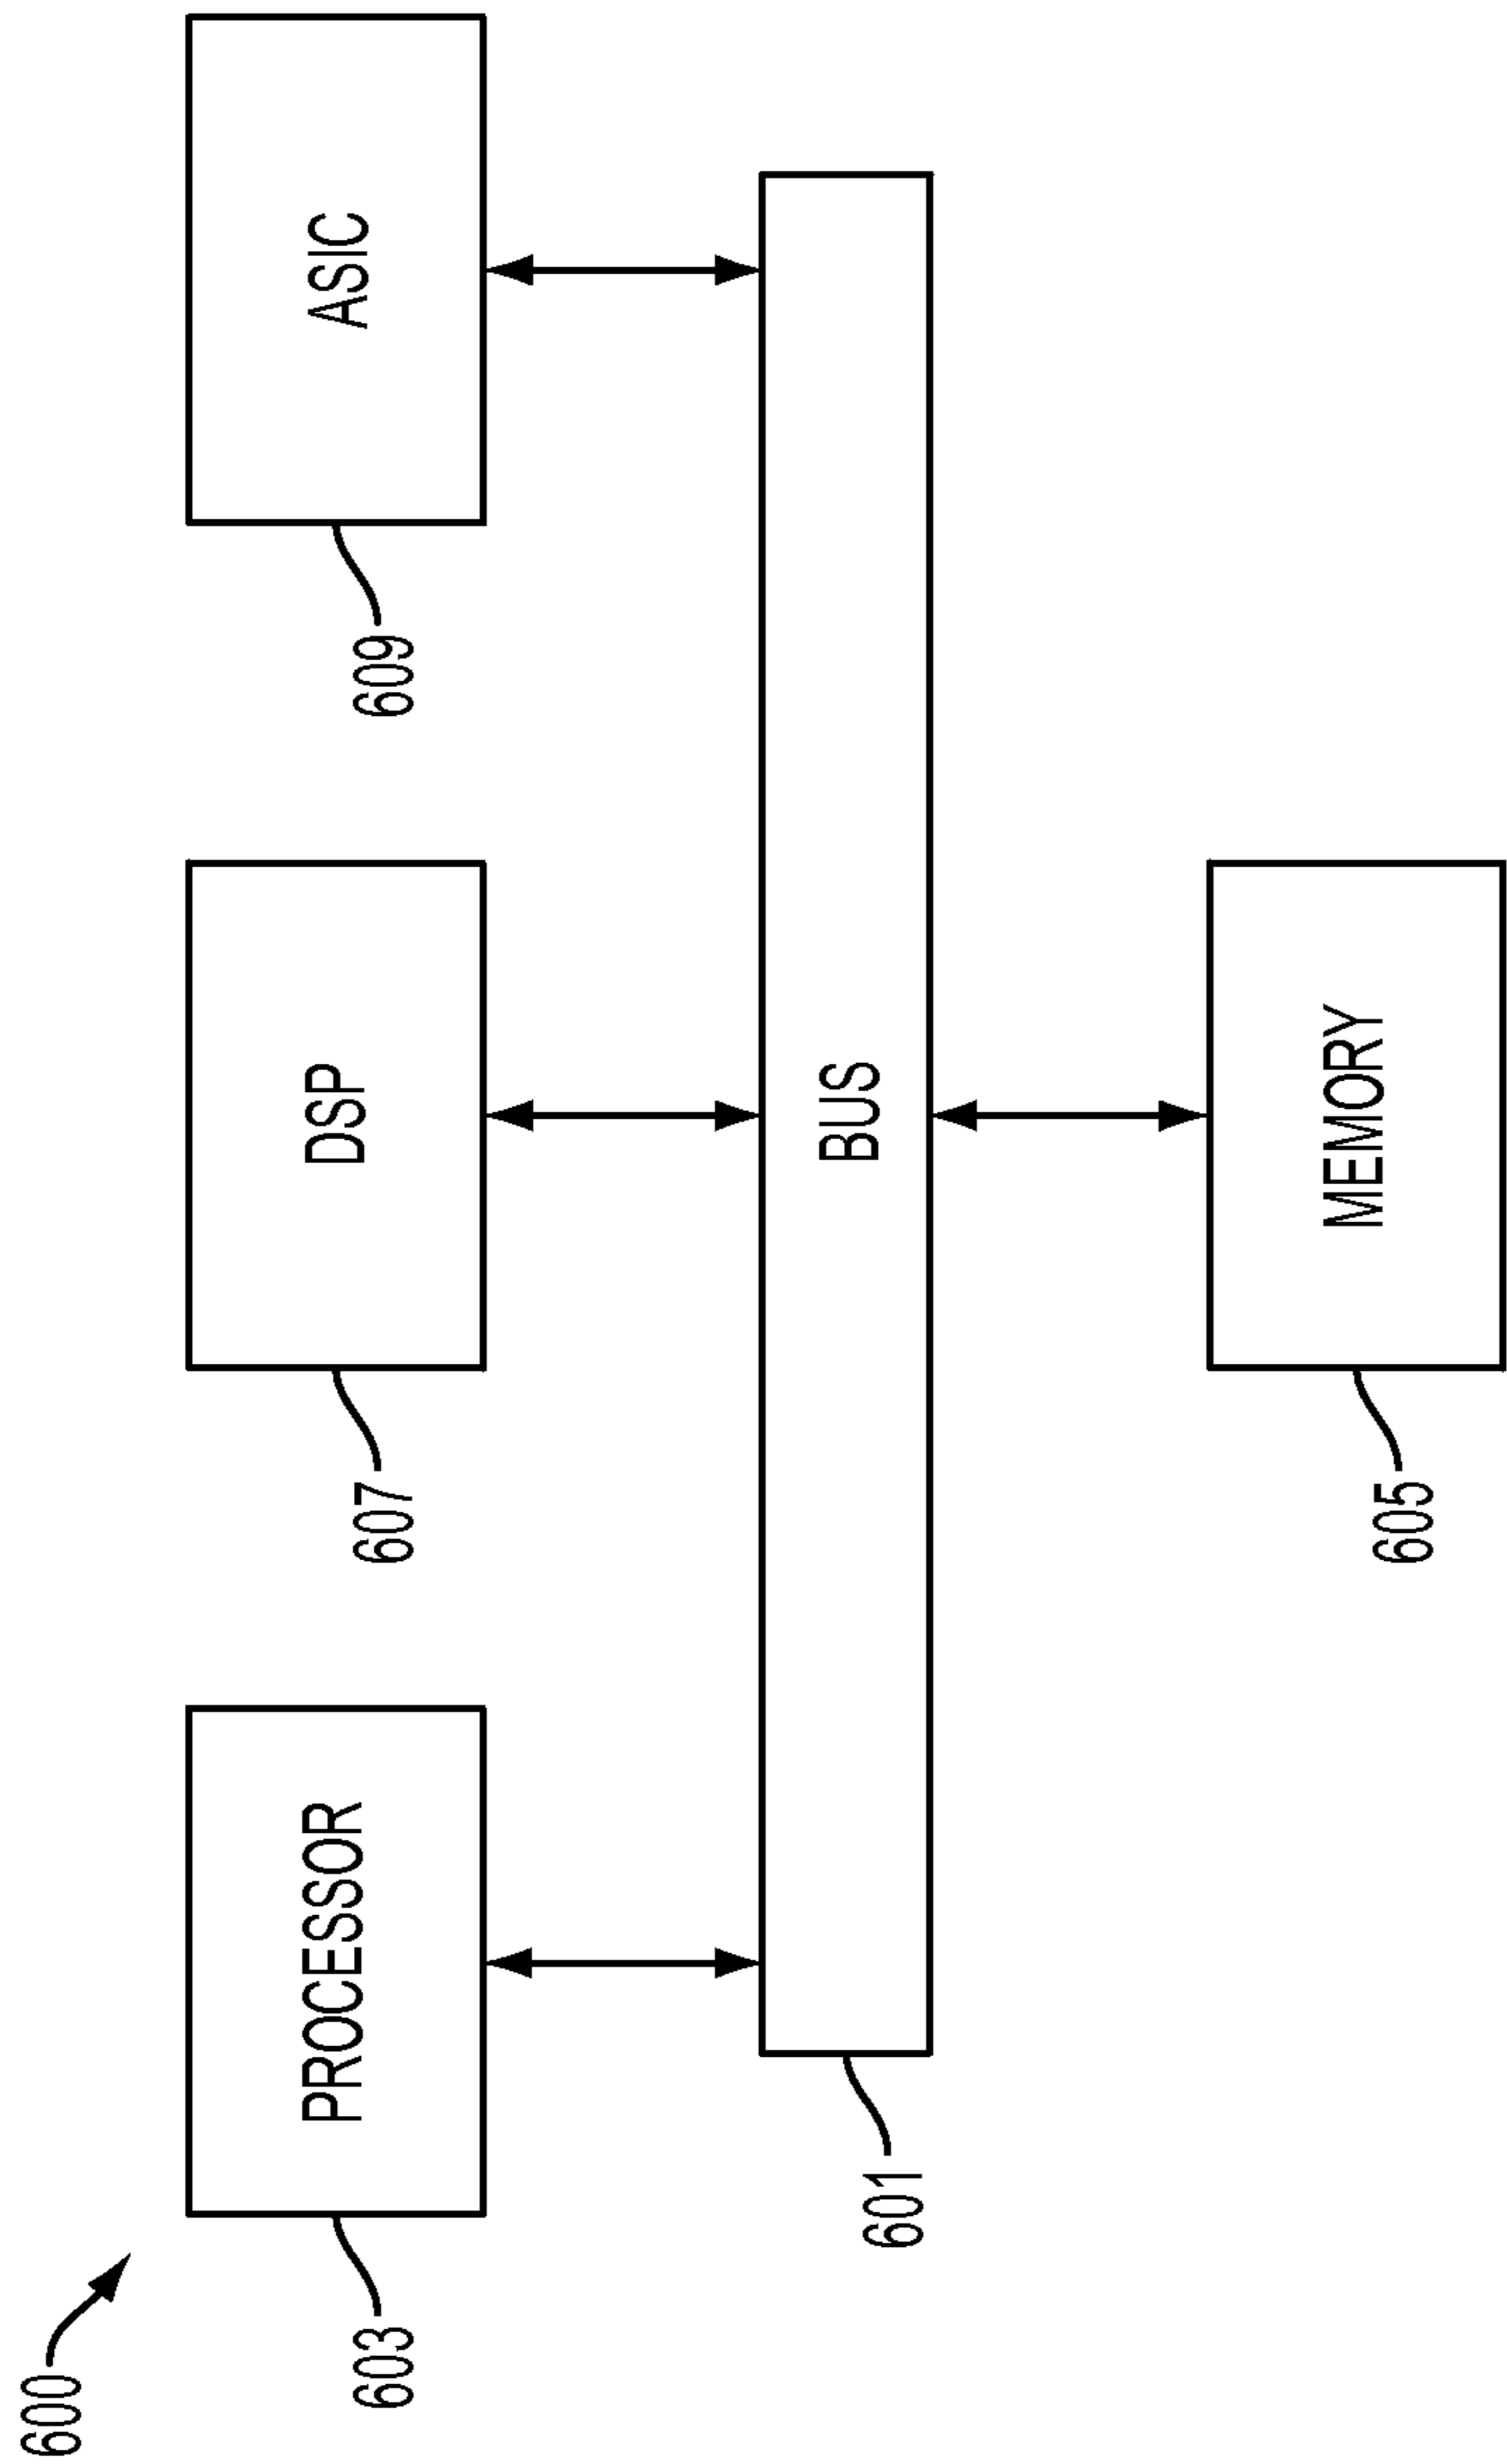 600
PROCESSOR
DSP
ASIC
603
607
609
BUS
601
MEMORY
605